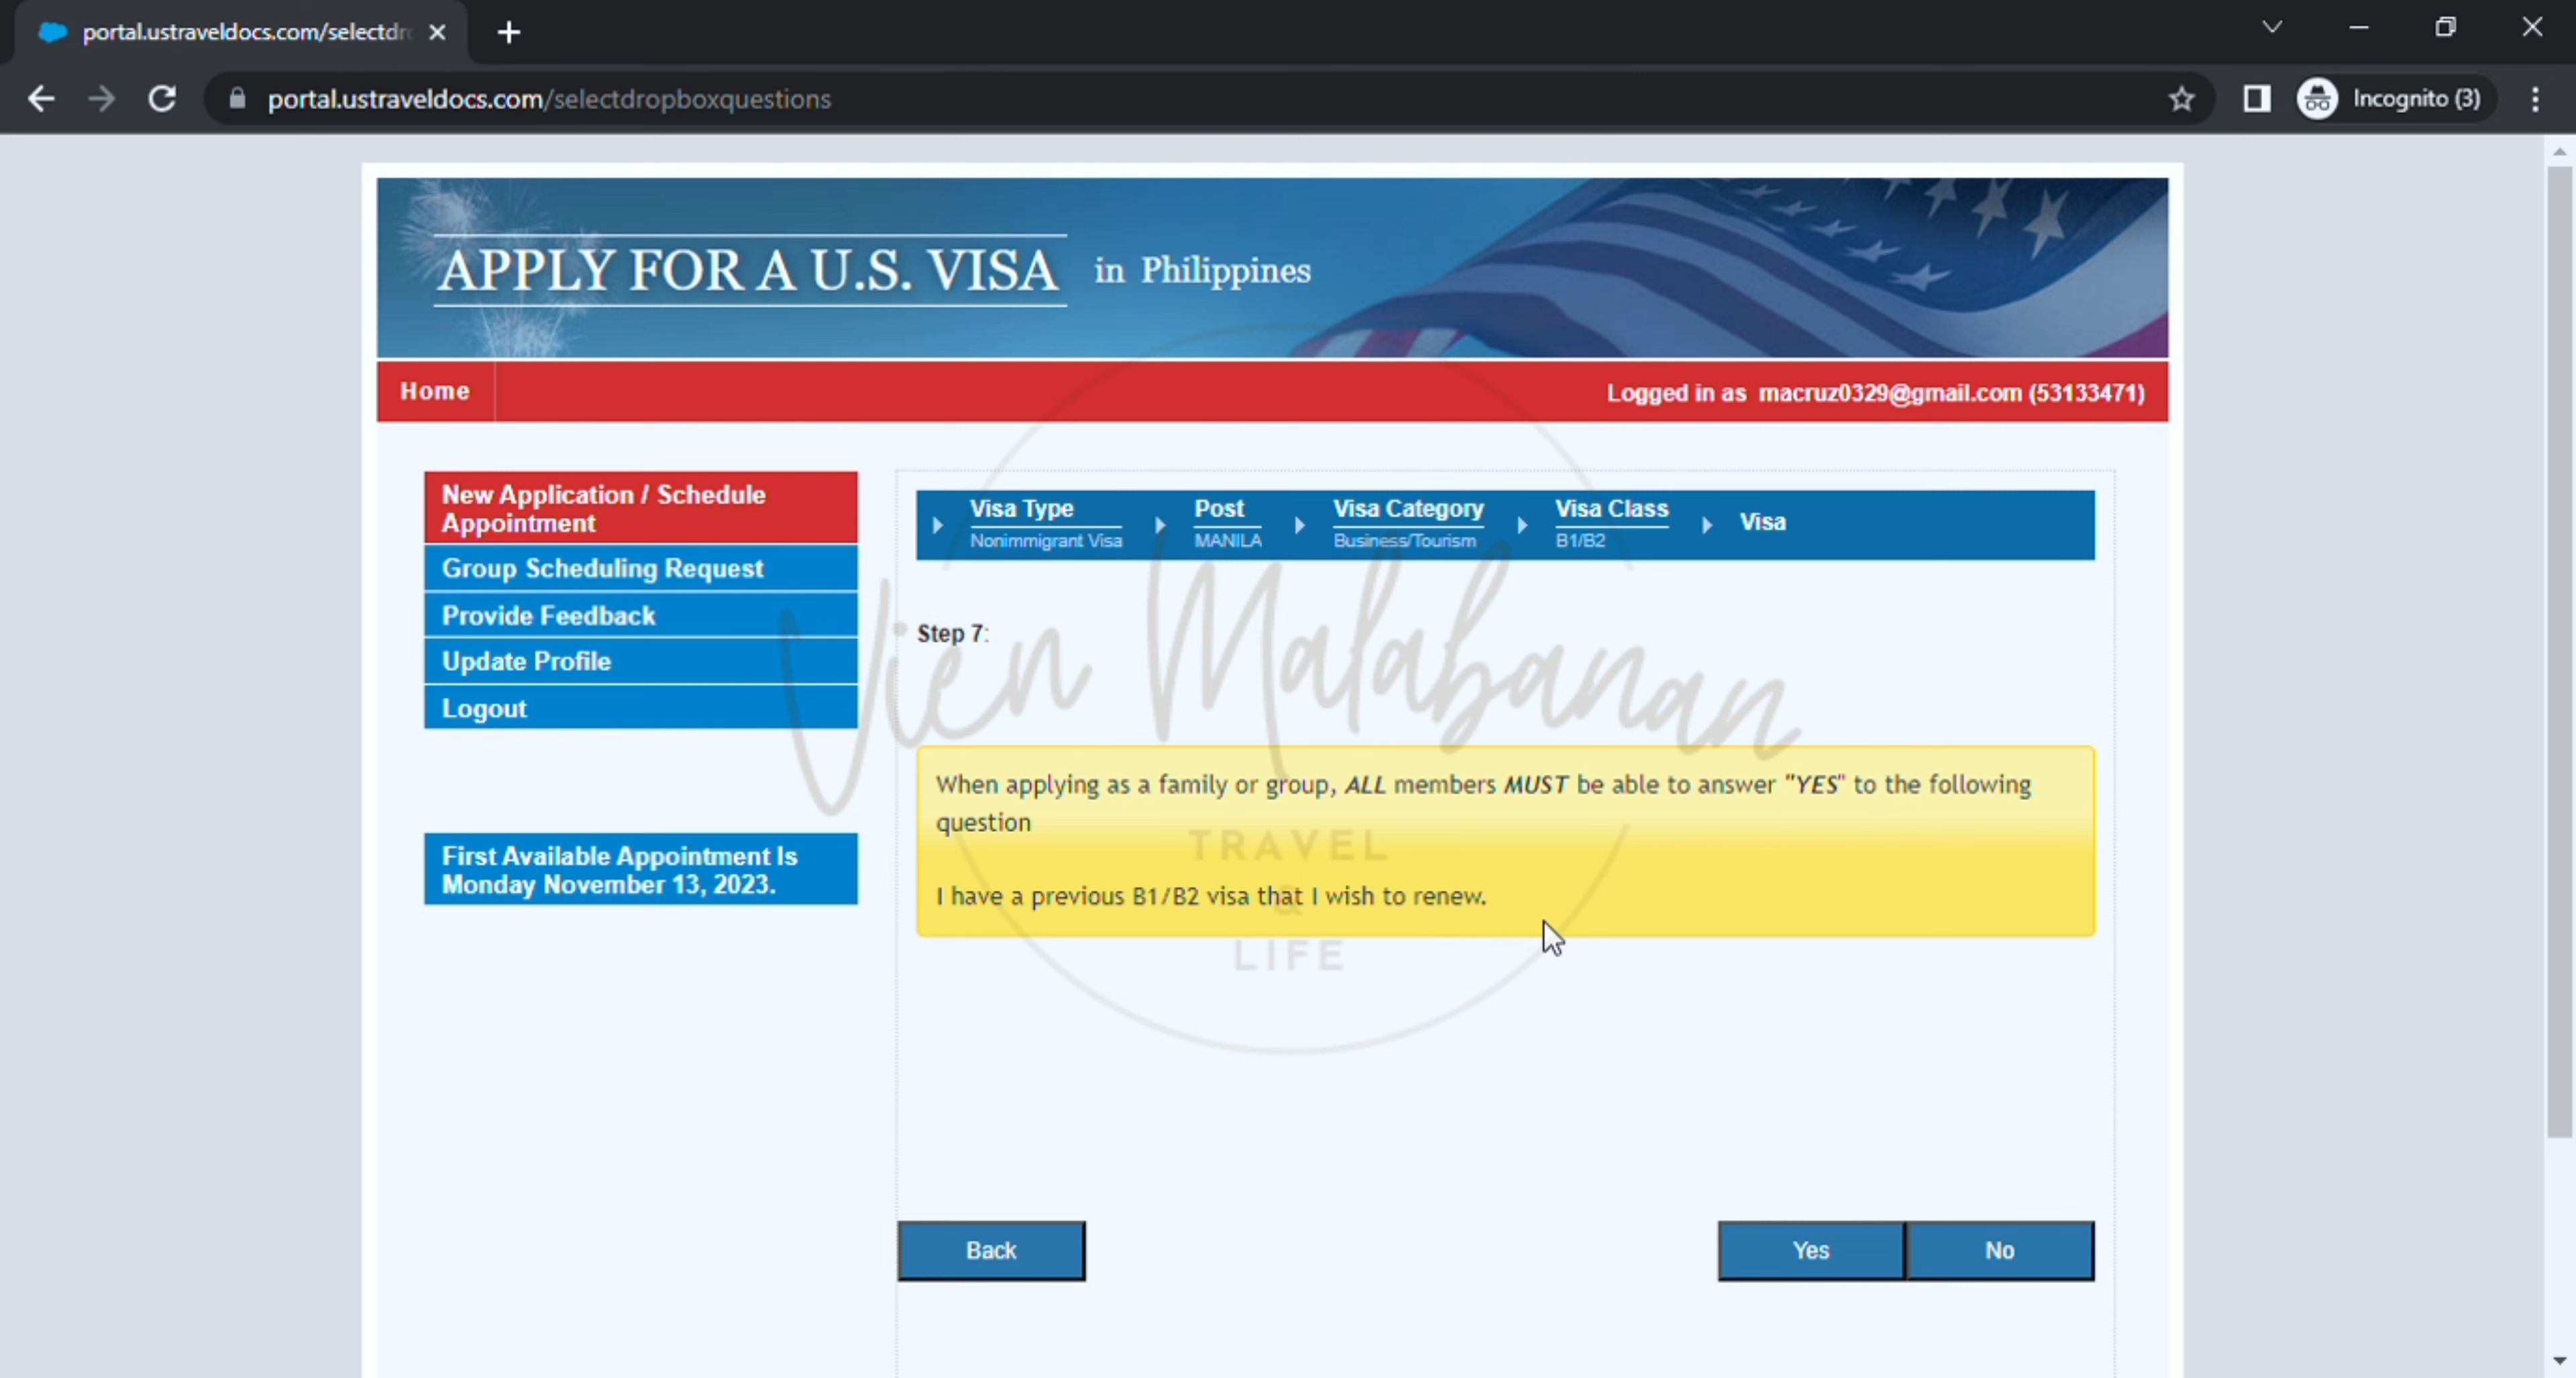 portal.ustraveldocs.com/selectdr
portal.ustraveldocs.com/selectdropboxquestions
Incognito (3)
APPLY FOR A U.S. VISA in Philippines
Home
Logged in as macruz0329@gmail.com (53133471)
New Application / Schedule
Appointment
Group Scheduling Request
Provide Feedback
Update Profile
Logout
First Available Appointment Is
Monday November 13, 2023.
Visa Type
Nonimmigrant Visa
Post
MANILA
Visa Category
Business/Tourism
Visa Class
B1/B2
Visa
Step 7:
Vien Malabanan
When applying as a family or group, ALL members MUST be able to answer "YES" to the following
question
TRAVEL
I have a previous B1/B2 visa that I wish to renew.
&
LIFE
Back
Yes
No